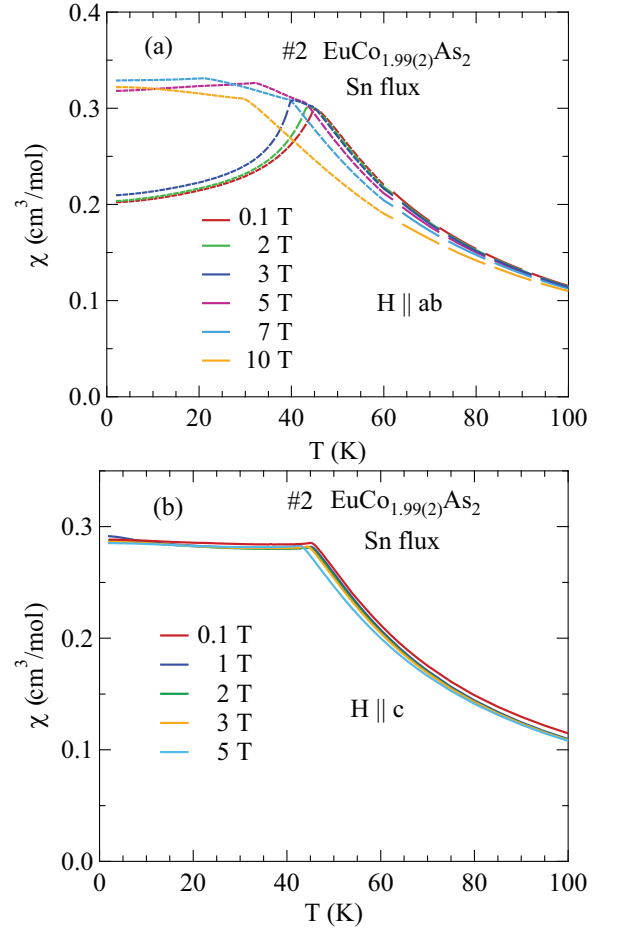 (a)
#2 EuCo1.99(2)As2
Sn flux
0.4
0.3
0.2
0.1
0.0
χ (cm3/mol)
0.1 T
2 T
3 T
5 T
7 T
10 T
H || ab
0 20 40 60 80 100
T (K)
(b)
#2 EuCo1.99(2)As2
Sn flux
0.3
0.2
0.1
0.0
χ (cm3/mol)
0.1 T
1 T
2 T
3 T
5 T
H || c
0 20 40 60 80 100
T (K)